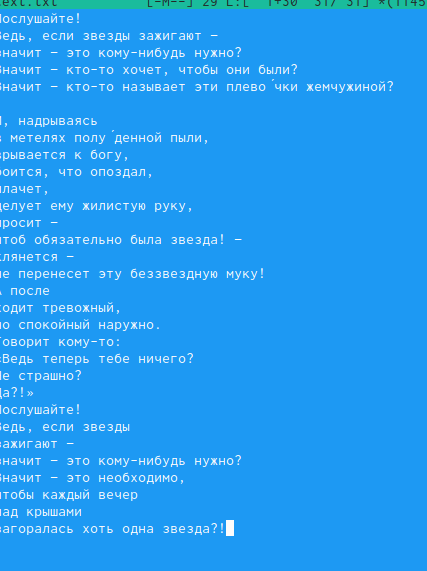 text.txt [-M--] 29 L:[ 1+30 31/ 31] *(1145
Послушайте!
Ведь, если звезды зажигают –
значит – это кому-нибудь нужно?
Значит – кто-то хочет, чтобы они были?
Значит – кто-то называет эти плево́чки жемчужиной?
И, надрываясь
в метелях полу́денной пыли,
врывается к богу,
боится, что опоздал,
плачет,
целует ему жилистую руку,
просит –
чтоб обязательно была звезда! –
клянется –
не перенесет эту беззвездную муку!
А после
ходит тревожный,
но спокойный наружно.
Говорит кому-то:
«Ведь теперь тебе ничего?
Не страшно?
Да?!»
Послушайте!
Ведь, если звезды
зажигают –
значит – это кому-нибудь нужно?
Значит – это необходимо,
чтобы каждый вечер
над крышами
загоралась хоть одна звезда?!